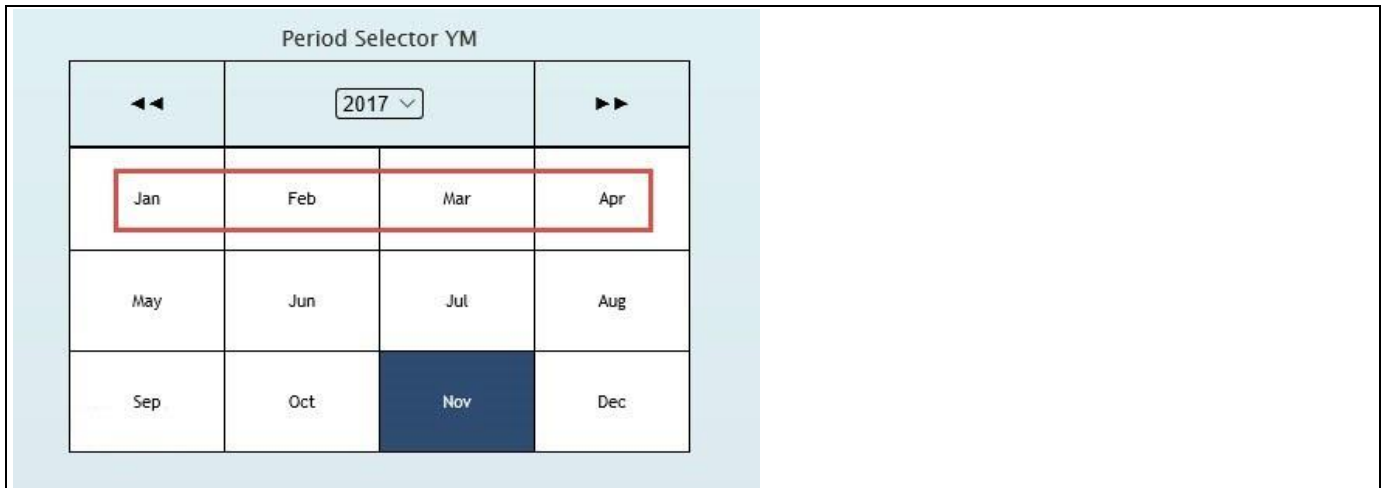 Period Selector YM
◄◄ 2017 ►►
Jan Feb Mar Apr
May Jun Jul Aug
Sep Oct Nov Dec